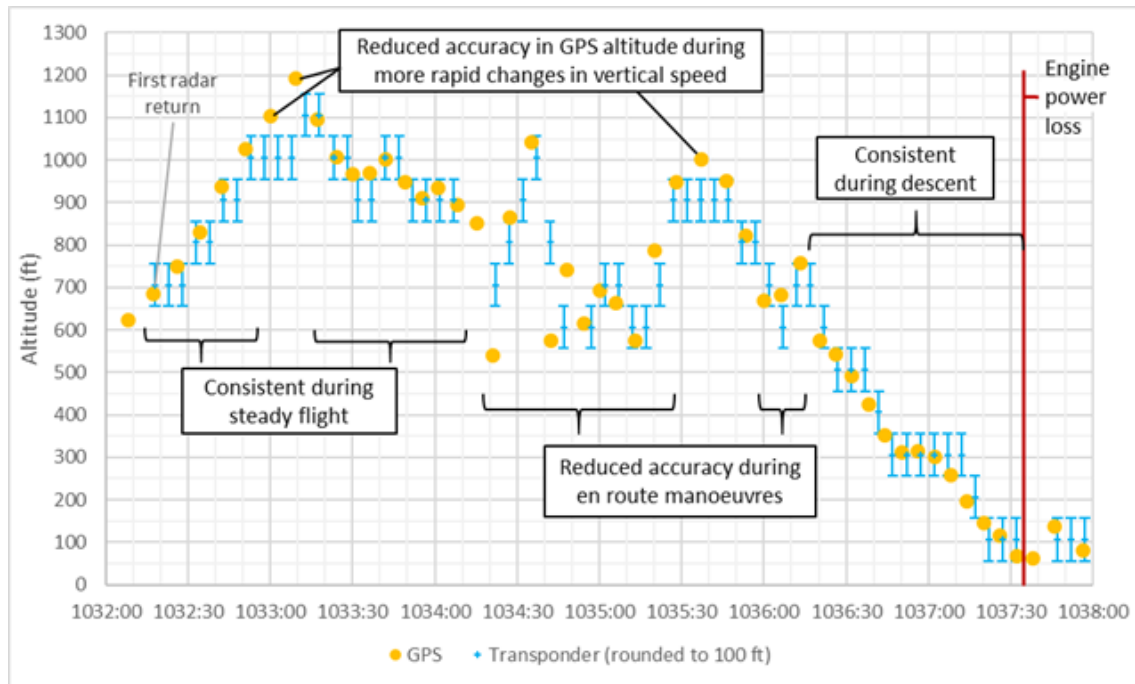 1300
1200
1100
1000
900
800
700
600
500
400
300
200
100
0
Altitude (ft)
First radar
return
Reduced accuracy in GPS altitude during
more rapid changes in vertical speed
Engine
power
loss
Consistent
during descent
Consistent during
steady flight
Reduced accuracy during
en route manoeuvres
1032:00 1032:30 1033:00 1033:30 1034:00 1034:30 1035:00 1035:30 1036:00 1036:30 1037:00 1037:30 1038:00
GPS Transponder (rounded to 100 ft)